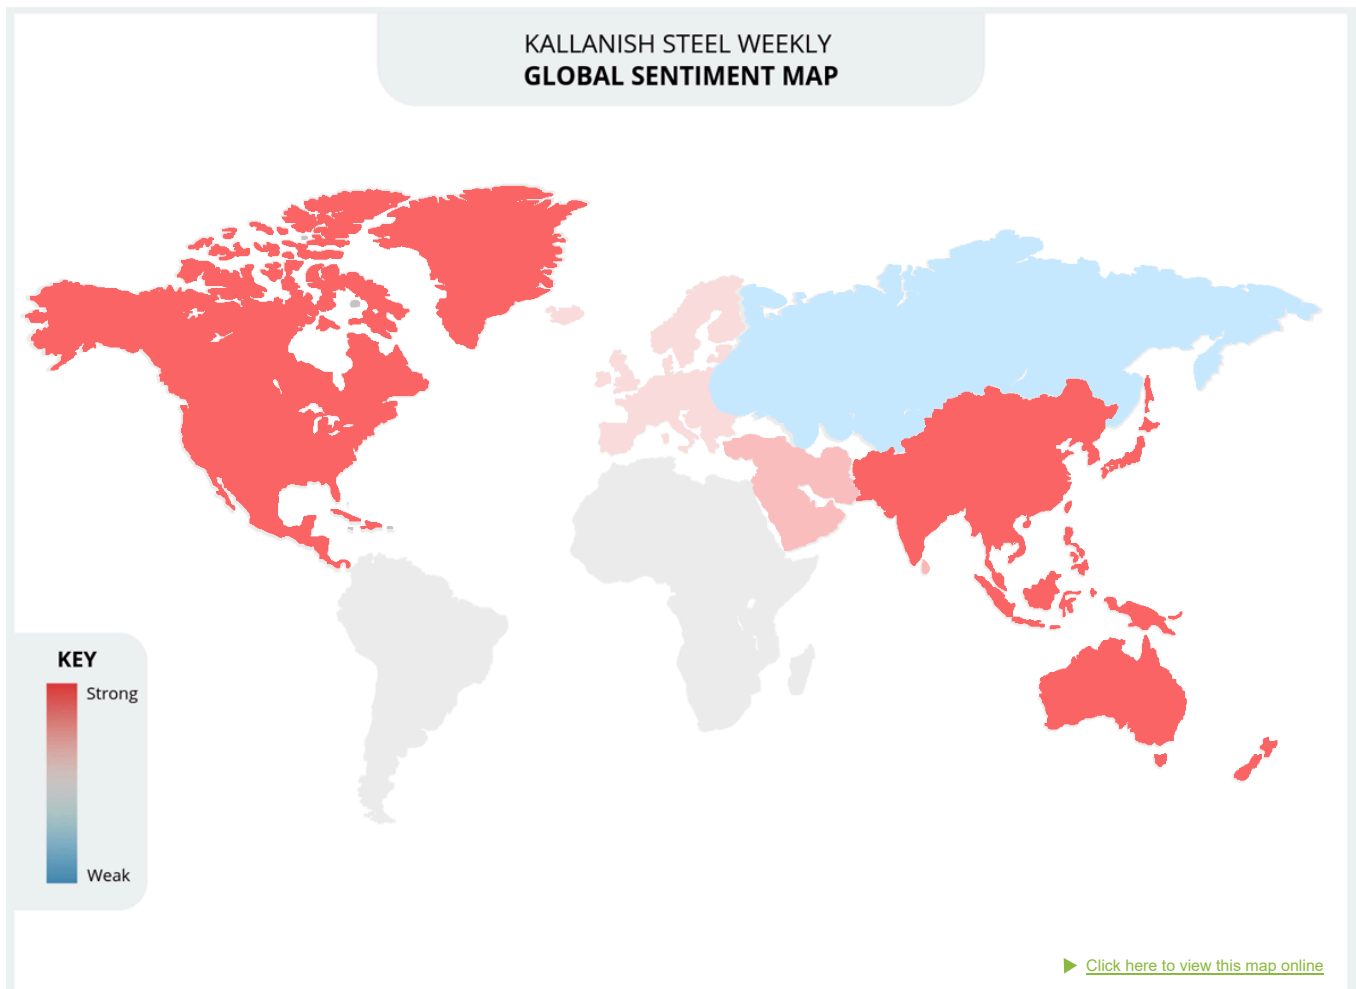 KALLANISH STEEL WEEKLY
GLOBAL SENTIMENT MAP
KEY
Strong
Weak
Click here to view this map online